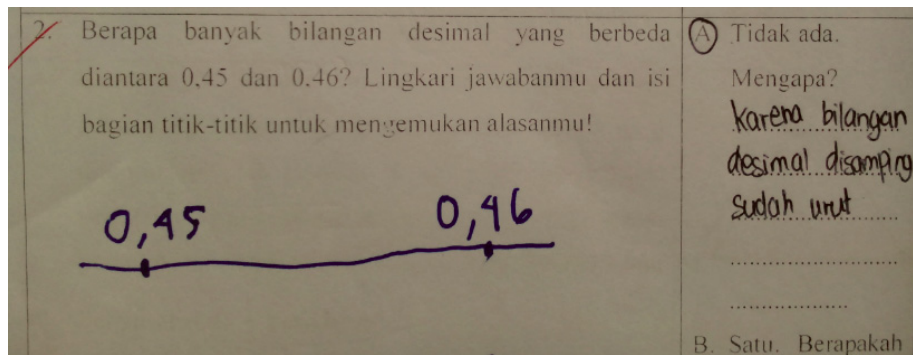 2. Berapa banyak bilangan desimal yang berbeda
diantara 0,45 dan 0,46? Lingkari jawabanmu dan isi
bagian titik-titik untuk mengemukan alasanmu!
0,45
0,46
A Tidak ada.
Mengapa?
Karena bilangan
desimal disamping
sudah urut
B. Satu. Berapakah